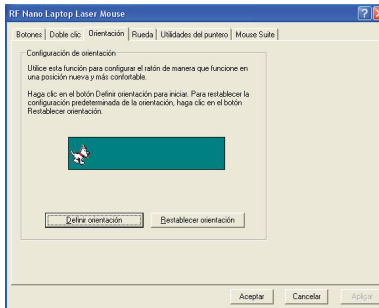 RF Nano Laptop Laser Mouse
Botones Doble clic Orientación Rueda Utilidades del puntero Mouse Suite
Configuración de orientación
Utilice esta función para configurar el ratón de manera que funcione en
una posición nueva y más confortable.
Haga clic en el botón Definir orientación para iniciar. Para restablecer la
configuración predeterminada de la orientación, haga clic en el botón
Restablecer orientación.
Definir orientación Restablecer orientación
Aceptar Cancelar Aplicar